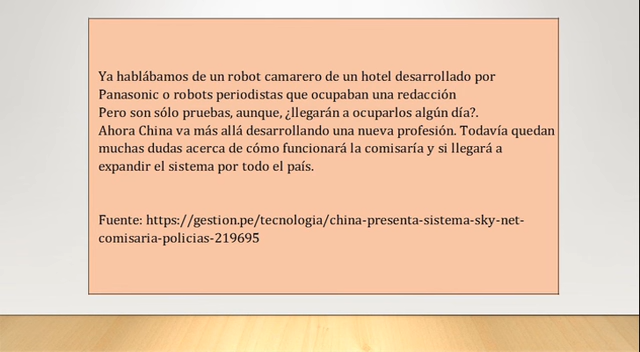 Ya hablábamos de un robot camarero de un hotel desarrollado por
Panasonic o robots periodistas que ocupaban una redacción
Pero son sólo pruebas, aunque, ¿llegarán a ocuparlos algún día?.
Ahora China va más allá desarrollando una nueva profesión. Todavía quedan
muchas dudas acerca de cómo funcionará la comisaría y si llegará a
expandir el sistema por todo el país.
Fuente: https://gestion.pe/tecnologia/china-presenta-sistema-sky-net-
comisaria-policias-219695